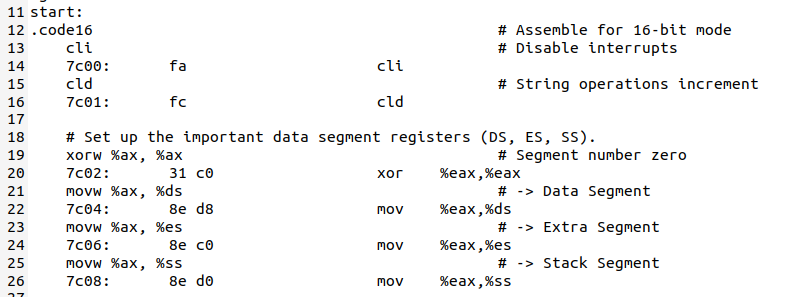 11 start:
12 .code16                                             # Assemble for 16-bit mode
13     cli                                             # Disable interrupts
14     7c00:       fa                      cli
15     cld                                             # String operations increment
16     7c01:       fc                      cld
17
18     # Set up the important data segment registers (DS, ES, SS).
19     xorw %ax, %ax                                   # Segment number zero
20     7c02:       31 c0                   xor    %eax,%eax
21     movw %ax, %ds                                   # -> Data Segment
22     7c04:       8e d8                   mov    %eax,%ds
23     movw %ax, %es                                   # -> Extra Segment
24     7c06:       8e c0                   mov    %eax,%es
25     movw %ax, %ss                                   # -> Stack Segment
26     7c08:       8e d0                   mov    %eax,%ss